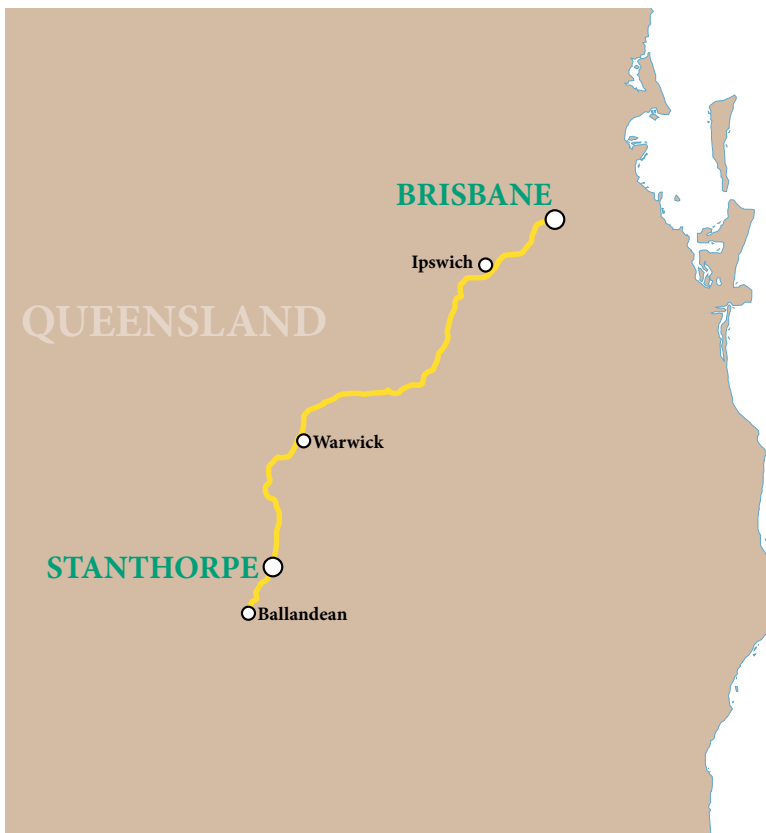 BRISBANE
Ipswich
QUEENSLAND
Warwick
STANTHORPE
Ballandean